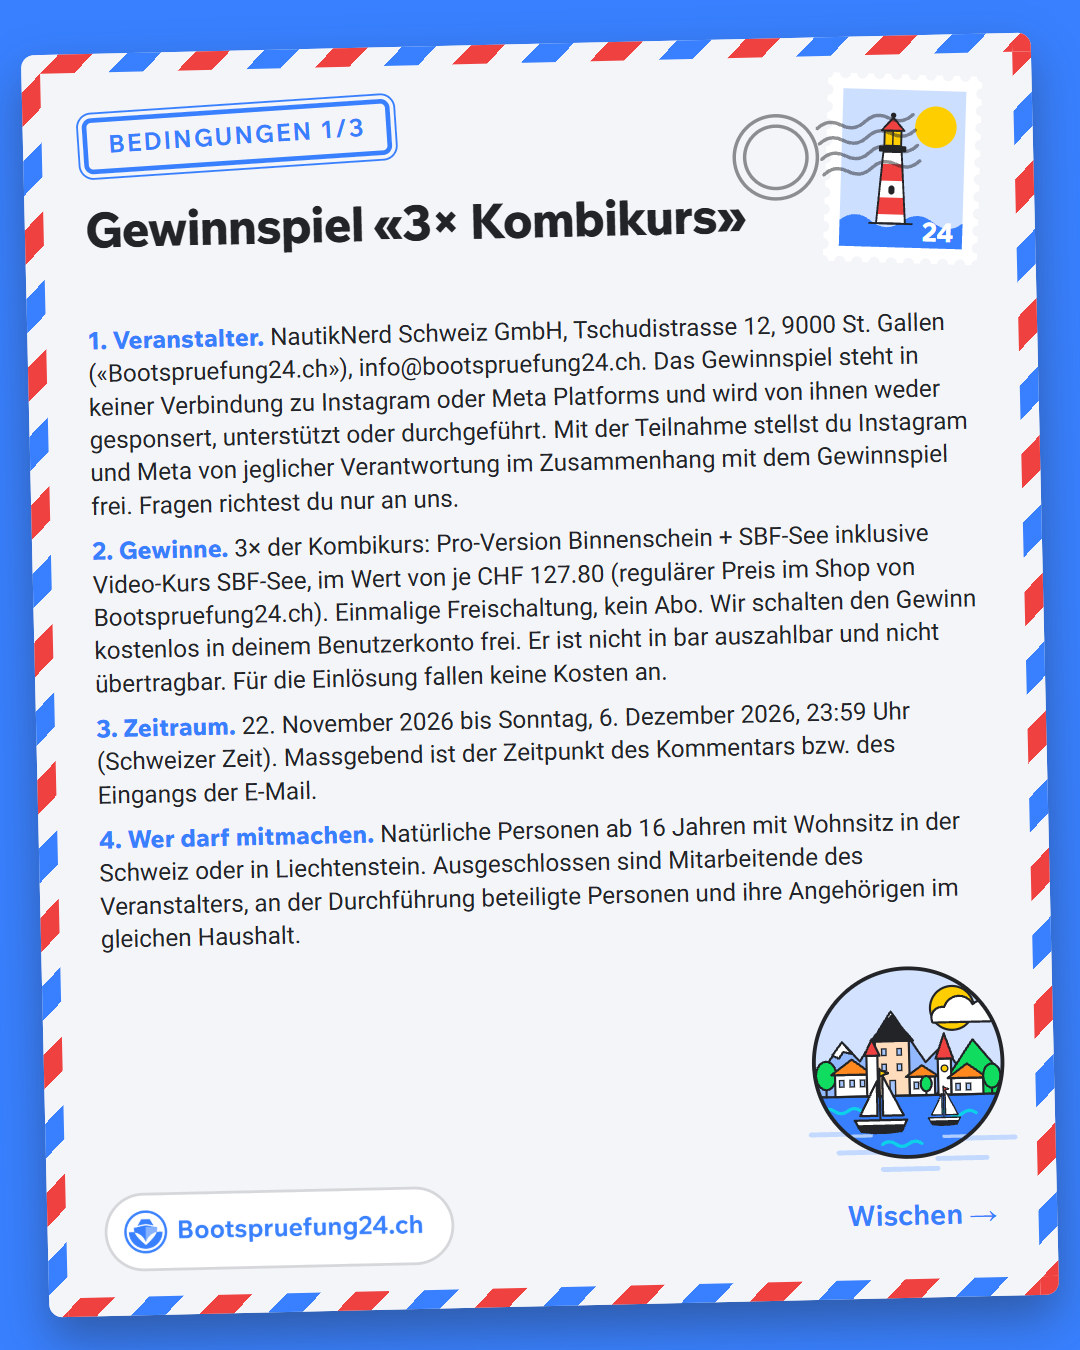 BEDINGUNGEN 1/3
24
Gewinnspiel «3× Kombikurs»
1. Veranstalter. NautikNerd Schweiz GmbH, Tschudistrasse 12, 9000 St. Gallen
(«Bootspruefung24.ch»), info@bootspruefung24.ch. Das Gewinnspiel steht in
keiner Verbindung zu Instagram oder Meta Platforms und wird von ihnen weder
gesponsert, unterstützt oder durchgeführt. Mit der Teilnahme stellst du Instagram
und Meta von jeglicher Verantwortung im Zusammenhang mit dem Gewinnspiel
frei. Fragen richtest du nur an uns.
2. Gewinne. 3× der Kombikurs: Pro-Version Binnenschein + SBF-See inklusive
Video-Kurs SBF-See, im Wert von je CHF 127.80 (regulärer Preis im Shop von
Bootspruefung24.ch). Einmalige Freischaltung, kein Abo. Wir schalten den Gewinn
kostenlos in deinem Benutzerkonto frei. Er ist nicht in bar auszahlbar und nicht
übertragbar. Für die Einlösung fallen keine Kosten an.
3. Zeitraum. 22. November 2026 bis Sonntag, 6. Dezember 2026, 23:59 Uhr
(Schweizer Zeit). Massgebend ist der Zeitpunkt des Kommentars bzw. des
Eingangs der E-Mail.
4. Wer darf mitmachen. Natürliche Personen ab 16 Jahren mit Wohnsitz in der
Schweiz oder in Liechtenstein. Ausgeschlossen sind Mitarbeitende des
Veranstalters, an der Durchführung beteiligte Personen und ihre Angehörigen im
gleichen Haushalt.
Bootspruefung24.ch
Wischen→